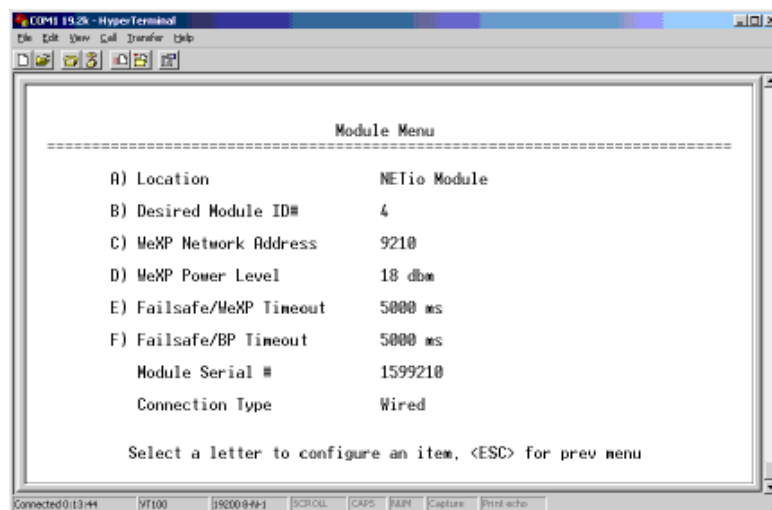 COM1 19.2k - HyperTerminal
File Edit View Call Transfer Help
Module Menu
==========================================================================
A) Location NETio Module
B) Desired Module ID# 4
C) WeXP Network Address 9210
D) WeXP Power Level 18 dbm
E) Failsafe/WeXP Timeout 5000 ms
F) Failsafe/BP Timeout 5000 ms
Module Serial # 1599210
Connection Type Wired
Select a letter to configure an item, <ESC> for prev menu
Connected 0:13:44 VT100 19200 8-N-1 SCROLL CAPS NUM Capture Print echo